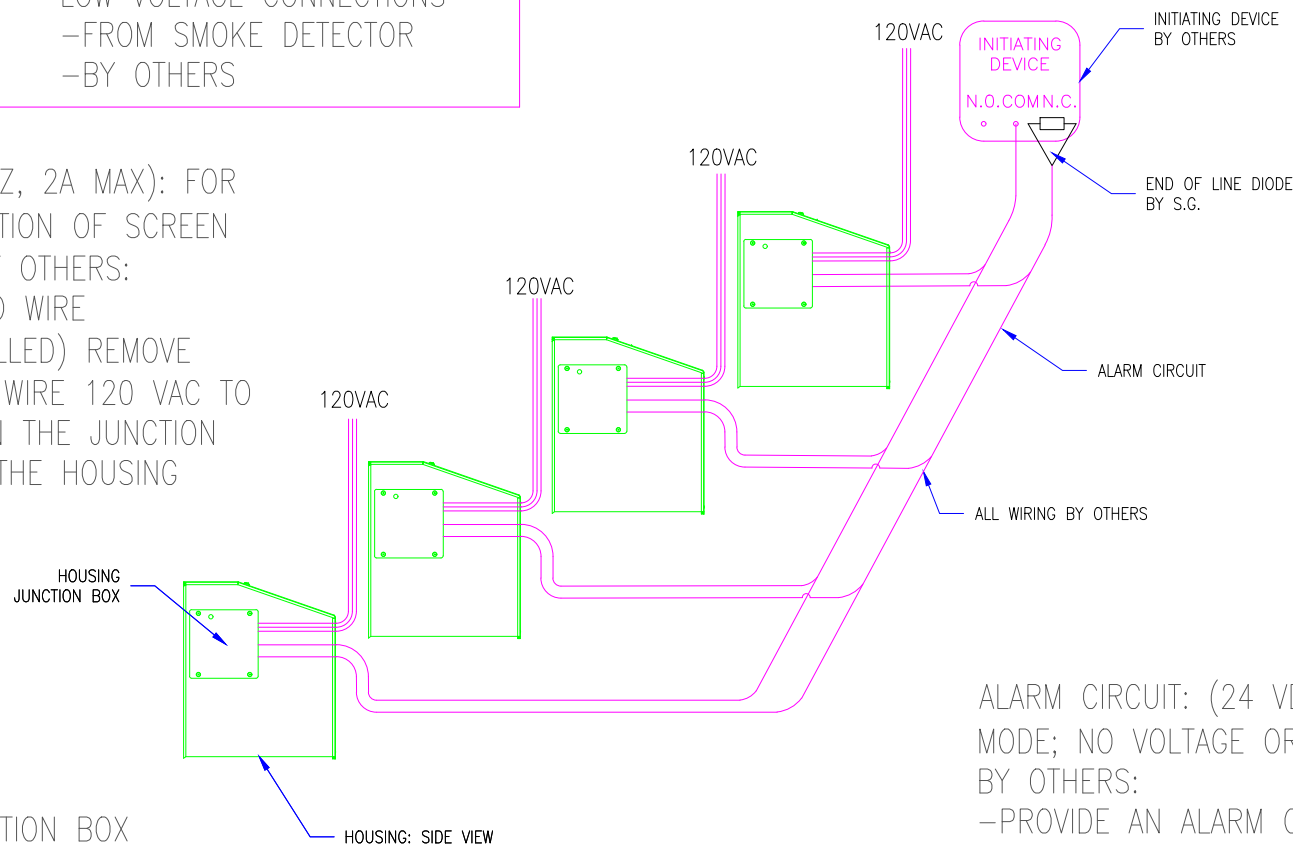 -FROM SMOKE DETECTOR
-BY OTHERS
120VAC
INITIATING
DEVICE
N.O.COMN.C.
INITIATING DEVICE
BY OTHERS
END OF LINE DIODE
BY S.G.
120VAC
Z, 2A MAX): FOR
TION OF SCREEN
OTHERS:
WIRE
LLED) REMOVE
WIRE 120 VAC TO
THE JUNCTION
THE HOUSING
120VAC
120VAC
ALARM CIRCUIT
ALL WIRING BY OTHERS
HOUSING
JUNCTION BOX
HOUSING: SIDE VIEW
TION BOX
ALARM CIRCUIT: (24
MODE; NO VOLTAGE OR
BY OTHERS:
-PROVIDE AN ALARM